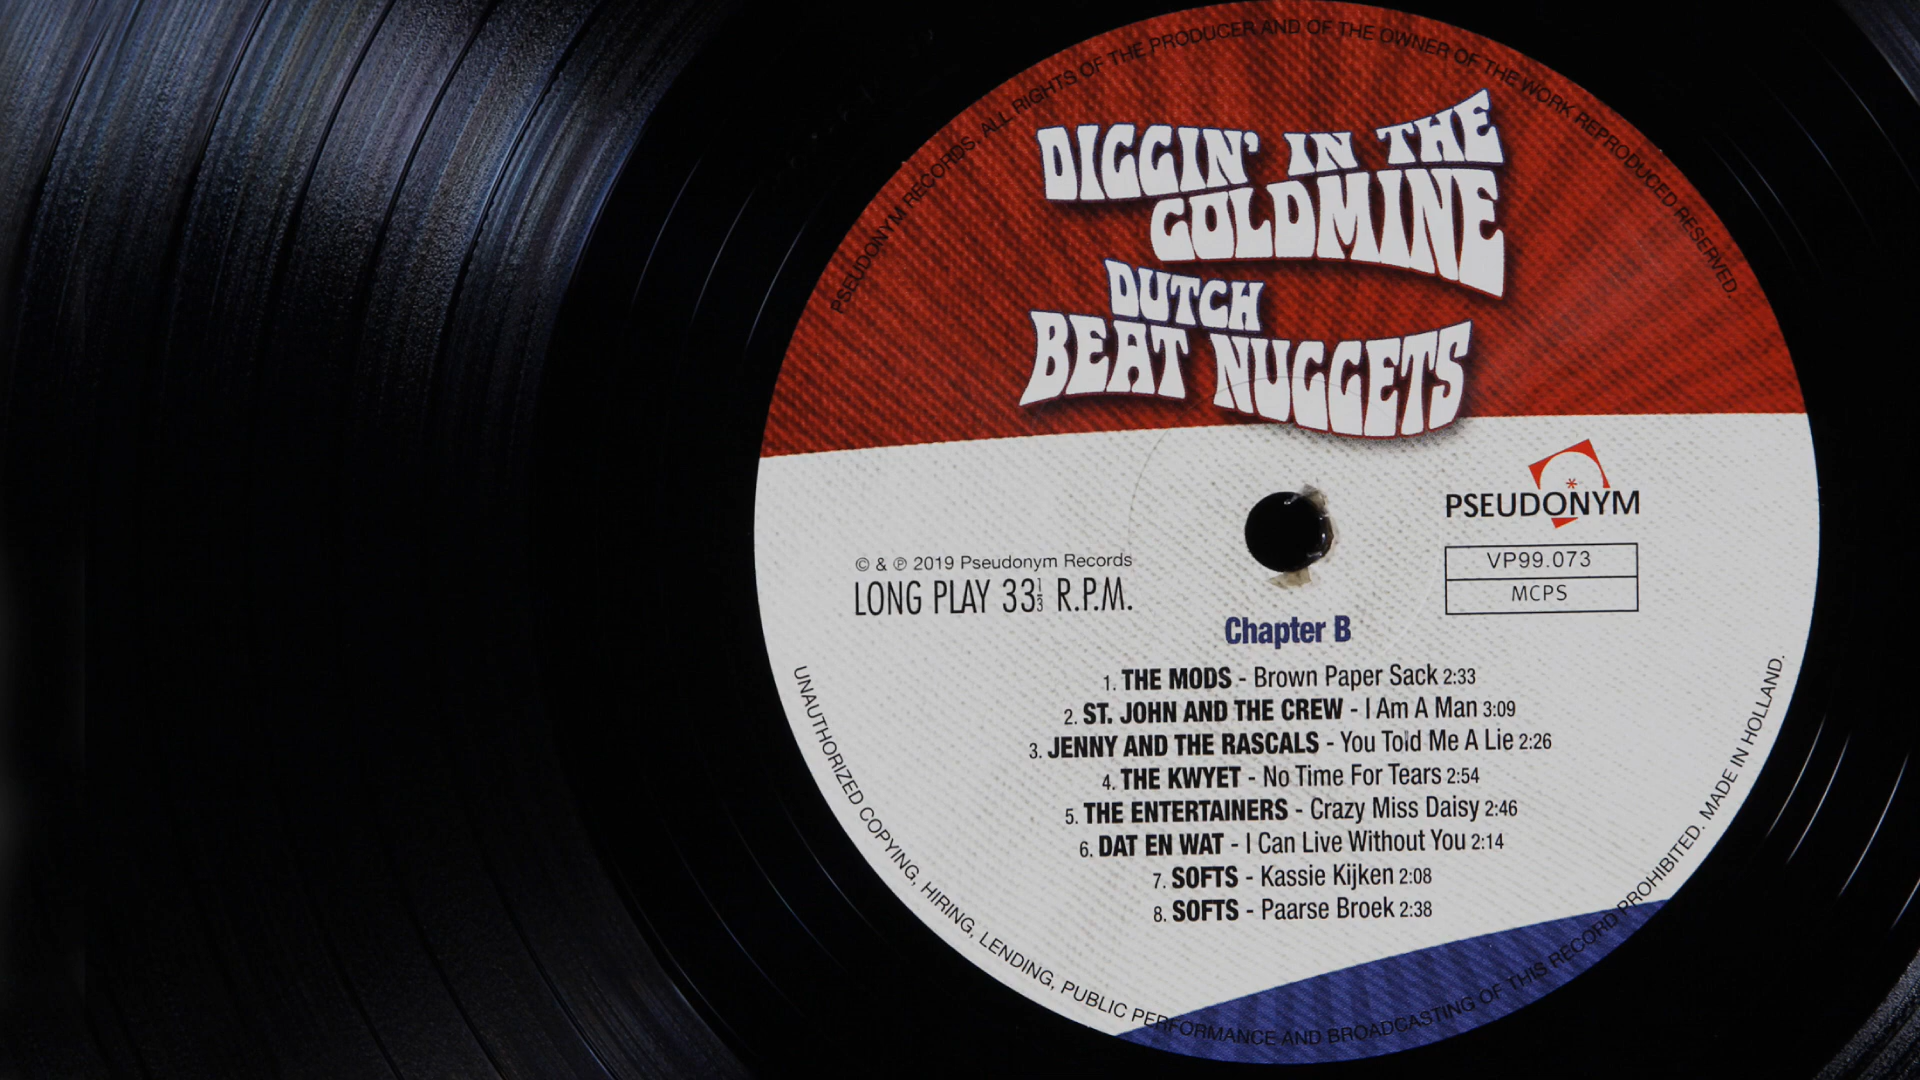 PSEUDONYM RECORDS. ALL RIGHTS OF THE PRODUCER AND OF THE OWNER OF THE WORK REPRODUCED RESERVED.
DIGGIN' IN THE
GOLDMINE
DUTCH
BEAT NUGGETS
PSEUDONYM
VP99.073
MCPS
© & ℗ 2019 Pseudonym Records
LONG PLAY 33⅓ R.P.M.
Chapter B
1. THE MODS - Brown Paper Sack 2:33
2. ST. JOHN AND THE CREW - I Am A Man 3:09
3. JENNY AND THE RASCALS - You Told Me A Lie 2:26
4. THE KWYET - No Time For Tears 2:54
5. THE ENTERTAINERS - Crazy Miss Daisy 2:46
6. DAT EN WAT - I Can Live Without You 2:14
7. SOFTS - Kassie Kijken 2:08
8. SOFTS - Paarse Broek 2:38
UNAUTHORIZED COPYING, HIRING, LENDING, PUBLIC PERFORMANCE AND BROADCASTING OF THIS RECORD PROHIBITED. MADE IN HOLLAND.